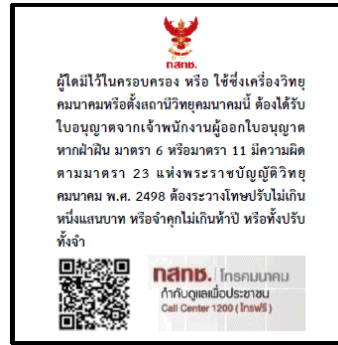 กสทช.
ผู้ใดมีไว้ในครอบครอง หรือ ใช้ซึ่งเครื่องวิทยุ
คมนาคมหรือตั้งสถานีวิทยุคมนาคมนี้ ต้องได้รับ
ใบอนุญาตจากเจ้าพนักงานผู้ออกใบอนุญาต
หากฝ่าฝืน มาตรา 6 หรือมาตรา 11 มีความผิด
ตามมาตรา 23 แห่งพระราชบัญญัติวิทยุ
คมนาคม พ.ศ. 2498 ต้องระวางโทษปรับไม่เกิน
หนึ่งแสนบาท หรือจำคุกไม่เกินห้าปี หรือทั้งปรับ
ทั้งจำ
กสทช. โทรคมนาคม
กำกับดูแลเพื่อประชาชน
Call Center 1200 (โทรฟรี)